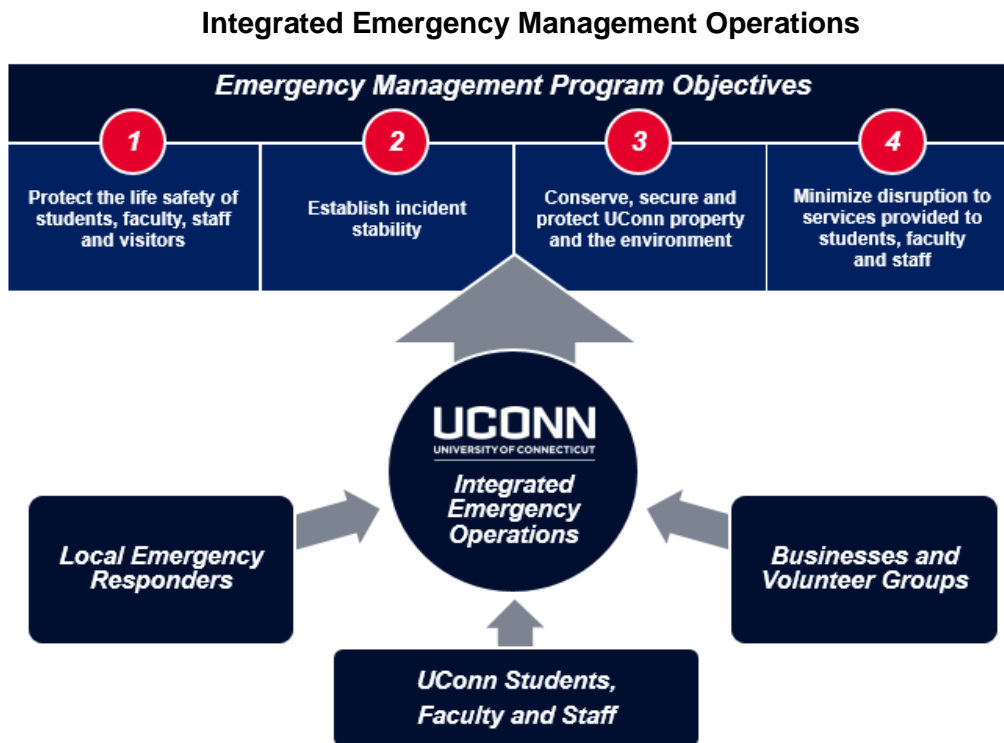 Integrated Emergency Management Operations
Emergency Management Program Objectives
1
Protect the life safety of
students, faculty, staff
and visitors
2
Establish incident
stability
3
Conserve, secure and
protect UConn property
and the environment
4
Minimize disruption to
services provided to
students, faculty
and staff
UCONN
UNIVERSITY OF CONNECTICUT
Integrated
Emergency
Operations
Local Emergency
Responders
Businesses and
Volunteer Groups
UConn Students,
Faculty and Staff